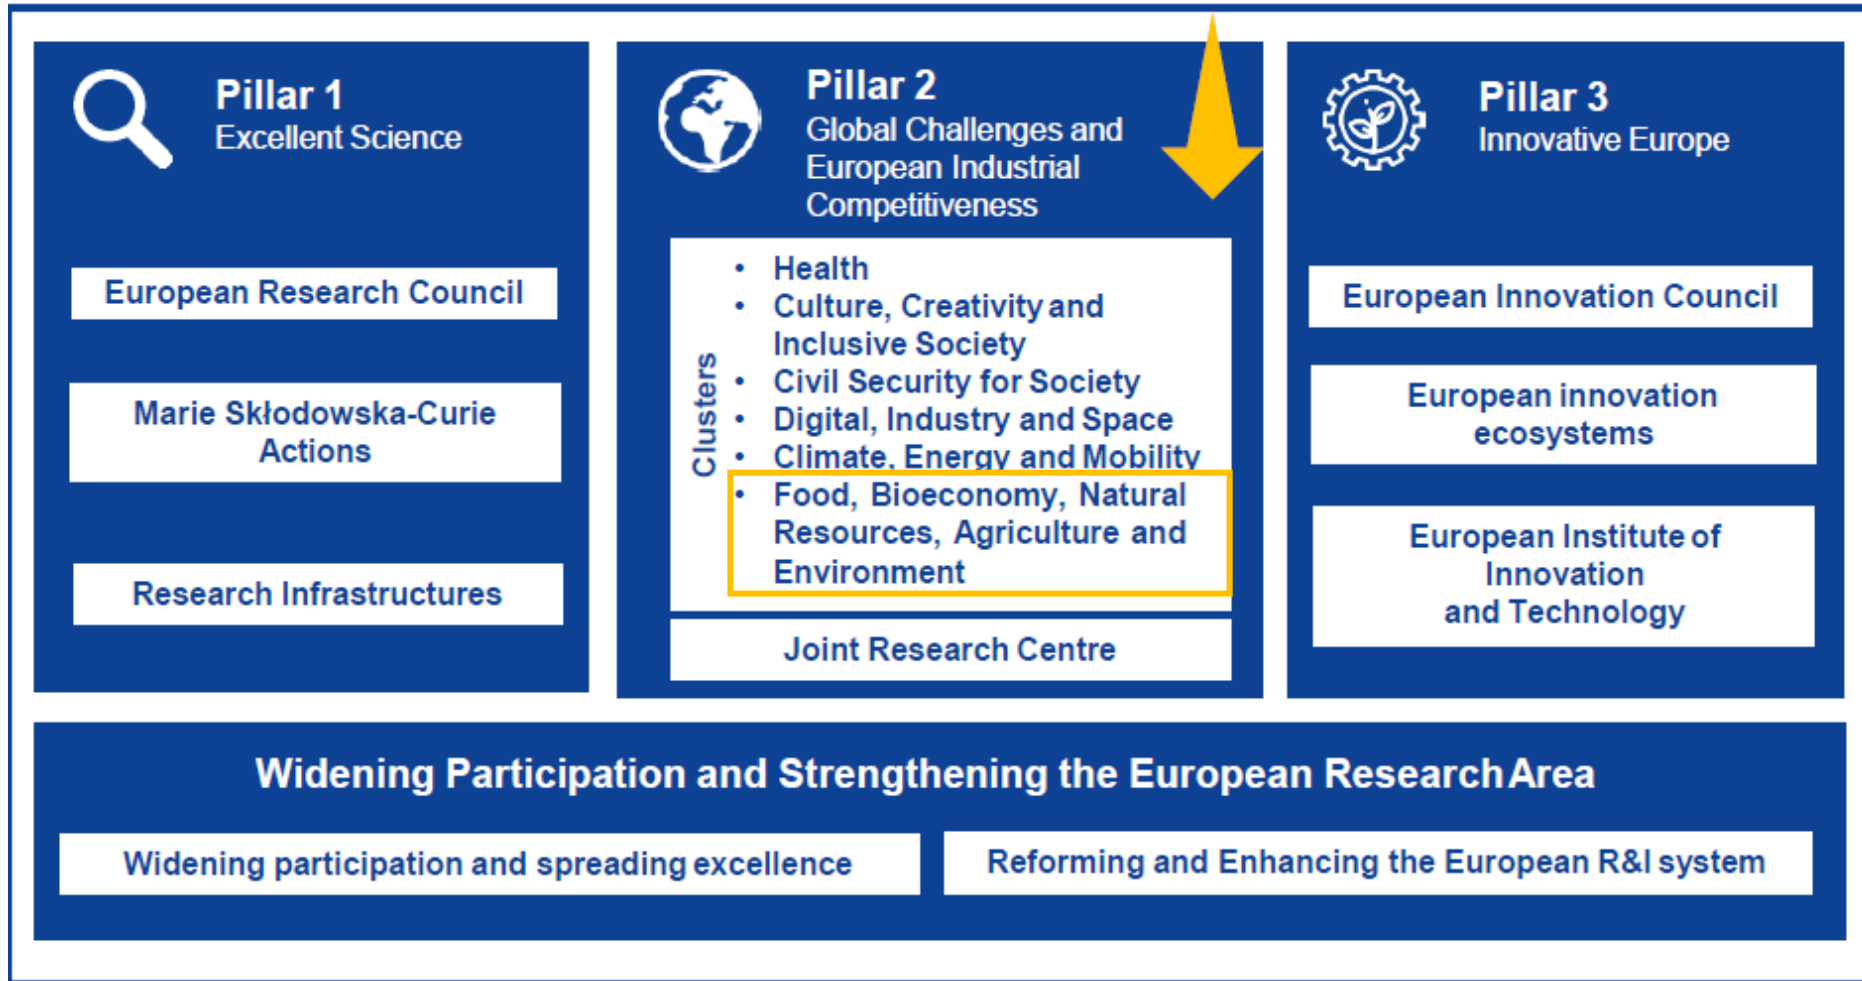 Pillar 1
Excellent Science
European Research Council
Marie Skłodowska-Curie
Actions
Research Infrastructures
Pillar 2
Global Challenges and
European Industrial
Competitiveness
Clusters
• Health
• Culture, Creativity and
Inclusive Society
• Civil Security for Society
• Digital, Industry and Space
• Climate, Energy and Mobility
• Food, Bioeconomy, Natural
Resources, Agriculture and
Environment
Joint Research Centre
Pillar 3
Innovative Europe
European Innovation Council
European innovation
ecosystems
European Institute of
Innovation
and Technology
Widening Participation and Strengthening the European Research Area
Widening participation and spreading excellence
Reforming and Enhancing the European R&I system